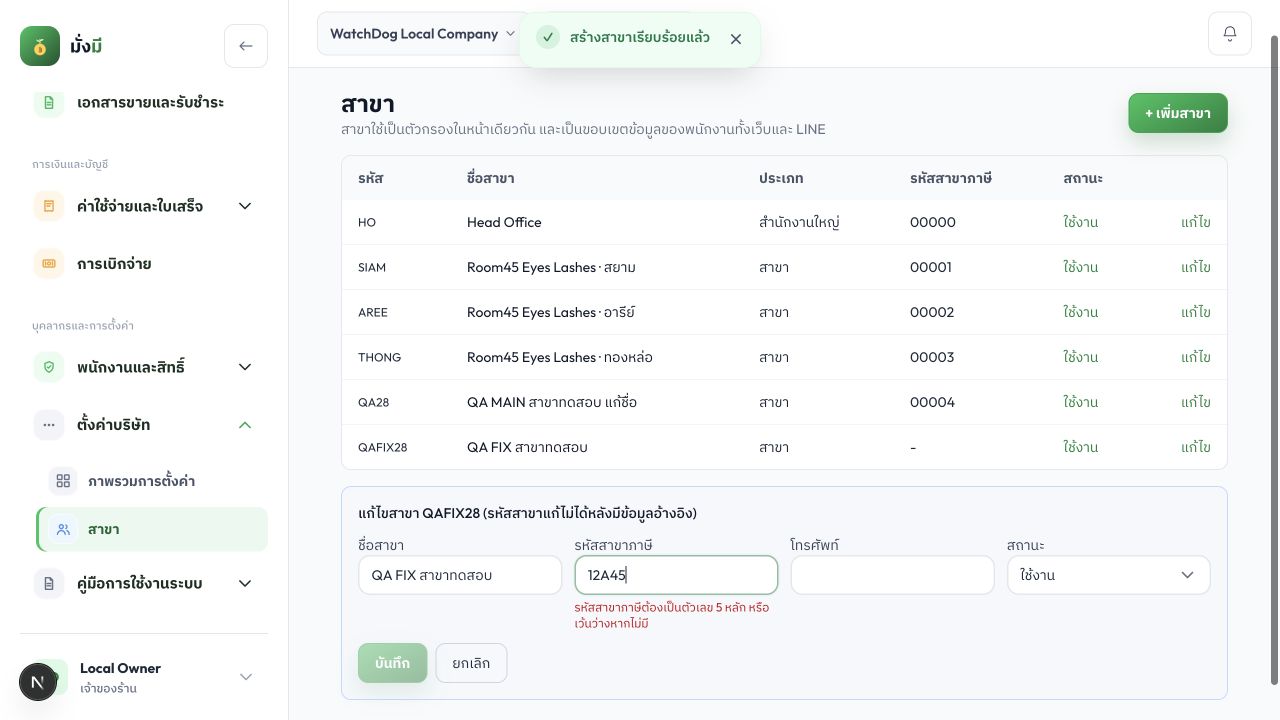 มั่งมี
เอกสารขายและรับชำระ
การเงินและบัญชี
ค่าใช้จ่ายและใบเสร็จ
การเบิกจ่าย
บุคลากรและการตั้งค่า
พนักงานและสิทธิ์
ตั้งค่าบริษัท
ภาพรวมการตั้งค่า
สาขา
คู่มือการใช้งานระบบ
N
Local Owner
เจ้าของร้าน
WatchDog Local Company
สร้างสาขาเรียบร้อยแล้ว
สาขา
สาขาใช้เป็นตัวกรองในหน้าเดียวกัน และเป็นขอบเขตข้อมูลของพนักงานทั้งเว็บและ LINE
+ เพิ่มสาขา
รหัส ชื่อสาขา ประเภท รหัสสาขาภาษี สถานะ
HO Head Office สำนักงานใหญ่ 00000 ใช้งาน แก้ไข
SIAM Room45 Eyes Lashes · สยาม สาขา 00001 ใช้งาน แก้ไข
AREE Room45 Eyes Lashes · อารีย์ สาขา 00002 ใช้งาน แก้ไข
THONG Room45 Eyes Lashes · ทองหล่อ สาขา 00003 ใช้งาน แก้ไข
QA28 QA MAIN สาขาทดสอบ แก้ชื่อ สาขา 00004 ใช้งาน แก้ไข
QAFIX28 QA FIX สาขาทดสอบ สาขา - ใช้งาน แก้ไข
แก้ไขสาขา QAFIX28 (รหัสสาขาแก้ไม่ได้หลังมีข้อมูลอ้างอิง)
ชื่อสาขา รหัสสาขาภาษี โทรศัพท์ สถานะ
QA FIX สาขาทดสอบ 12A45 ใช้งาน
รหัสสาขาภาษีต้องเป็นตัวเลข 5 หลัก หรือ
เว้นว่างหากไม่มี
บันทึก ยกเลิก